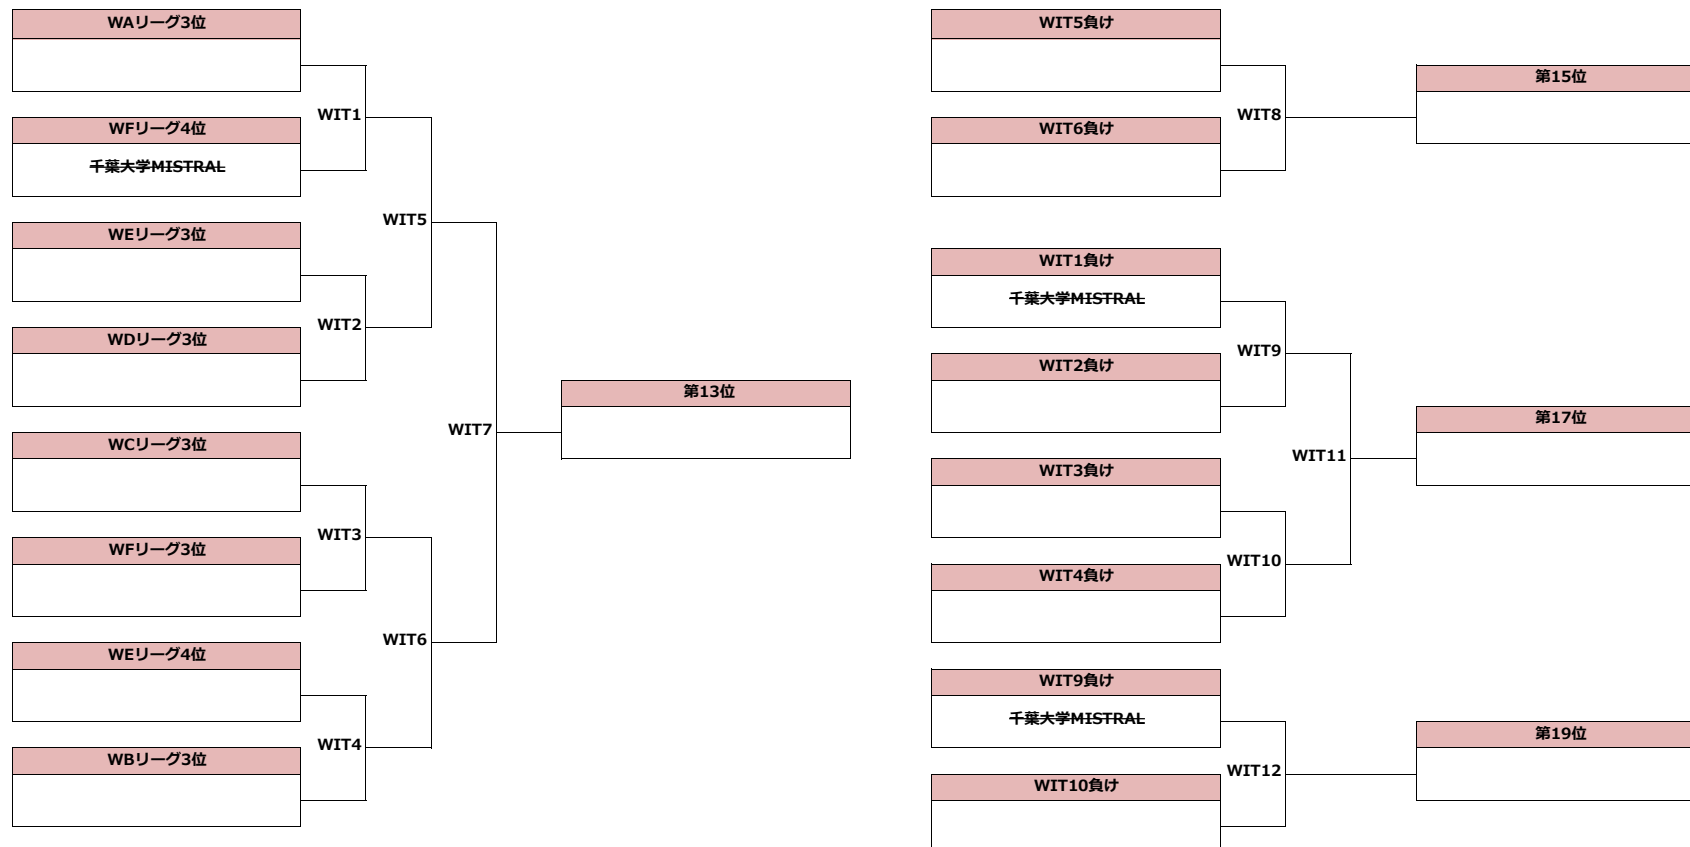 WAリーグ3位
WIT1
WFリーグ4位
千葉大学MISTRAL
WIT5
WEリーグ3位
WIT2
WDリーグ3位
WIT7
第13位
WCリーグ3位
WIT3
WFリーグ3位
WIT6
WEリーグ4位
WIT4
WBリーグ3位
WIT5負け
WIT8
第15位
WIT6負け
WIT1負け
千葉大学MISTRAL
WIT9
WIT2負け
WIT11
第17位
WIT3負け
WIT10
WIT4負け
WIT9負け
千葉大学MISTRAL
WIT12
第19位
WIT10負け